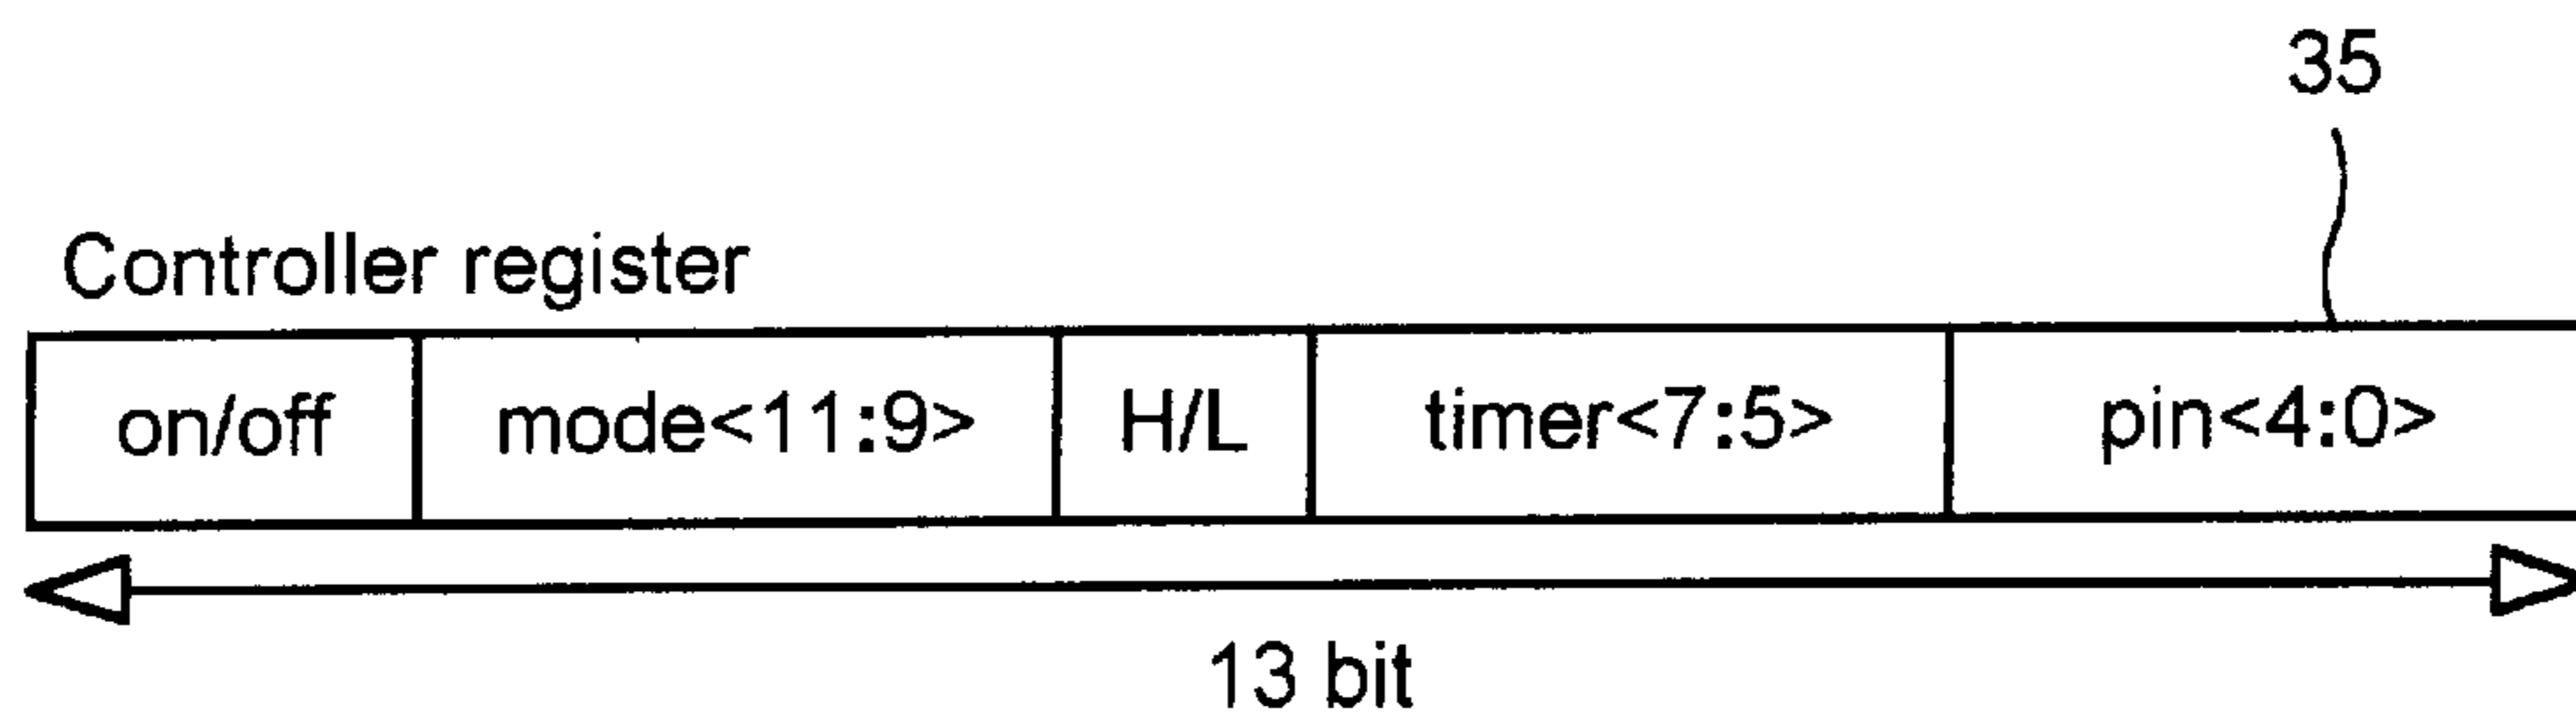 35
Controller register
on/off mode<11:9> H/L timer<7:5> pin<4:0>
13 bit